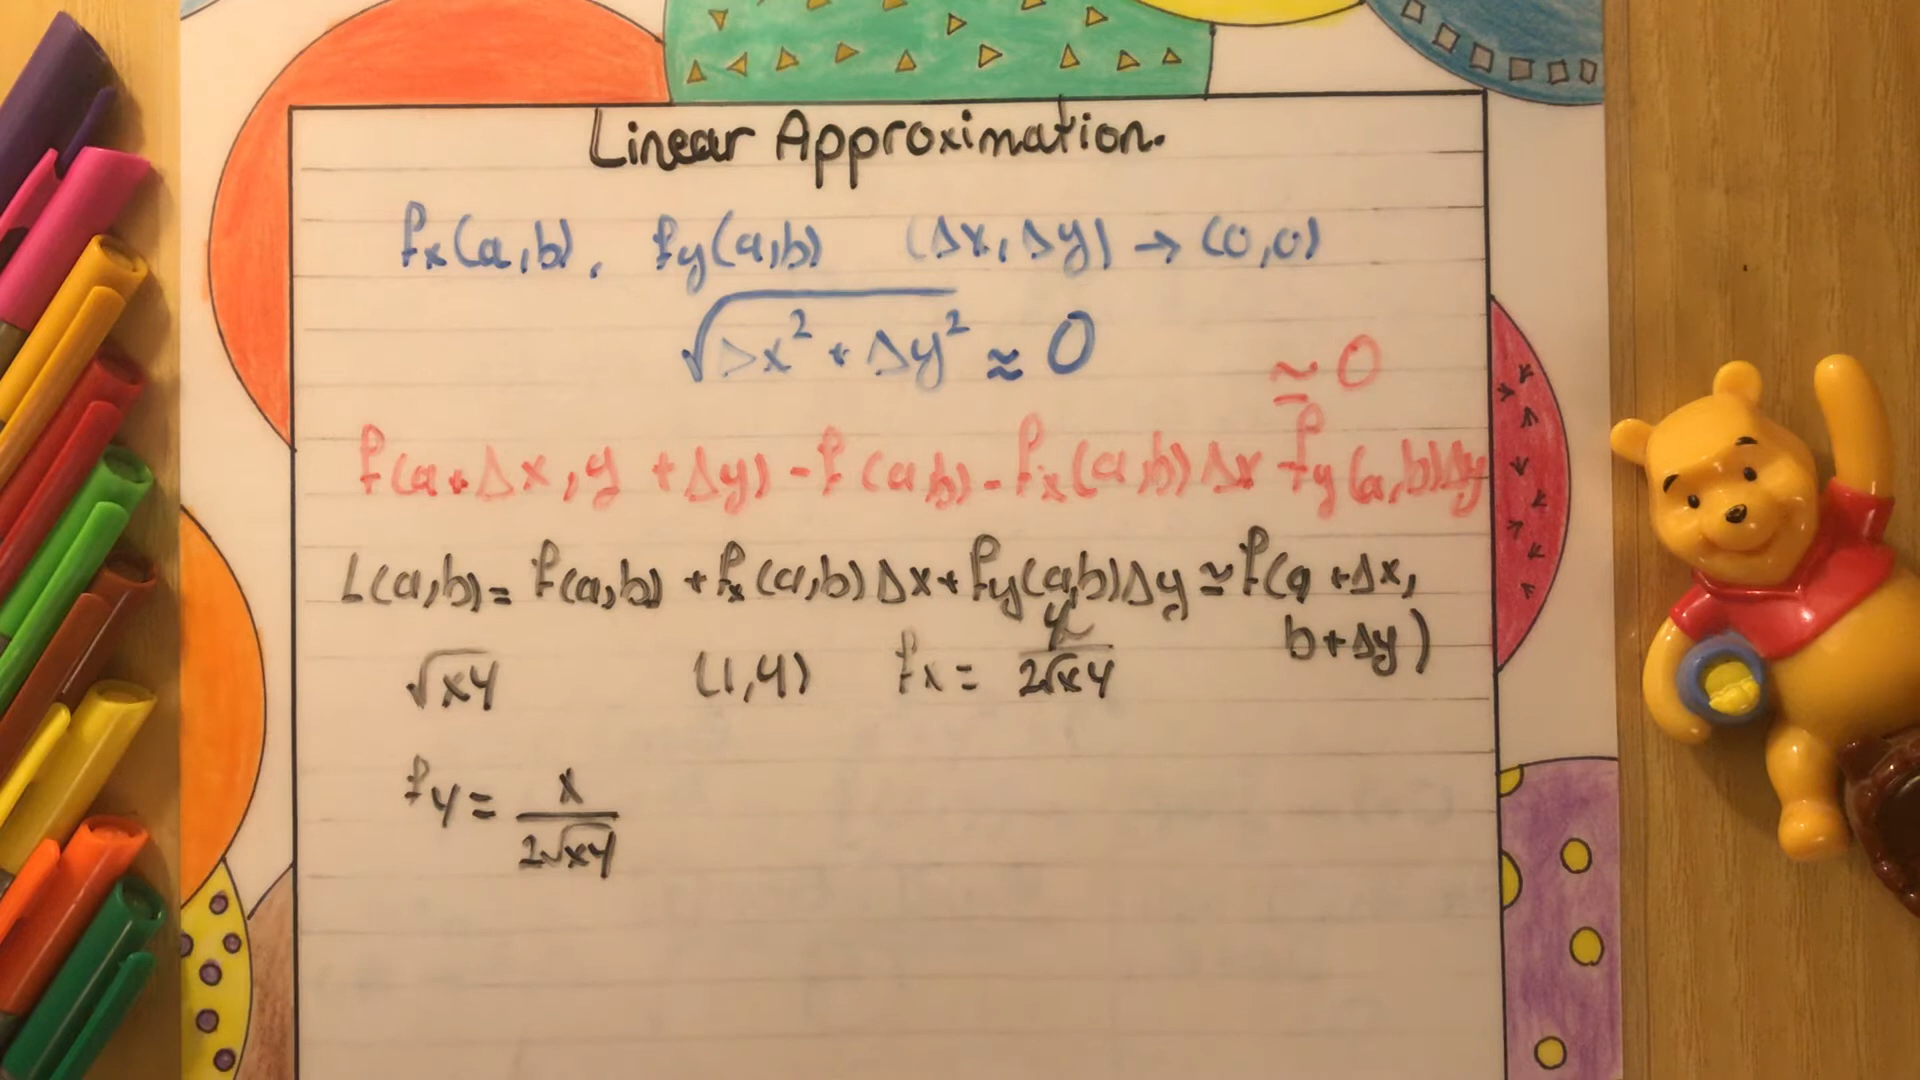 Linear Approximation.
fx(a,b), fy(a,b) (Δx,Δy) → (0,0)
√Δx² + Δy² ≈ 0
≃ 0
f(a+Δx, y + Δy) - f(a,b) - fx(a,b) Δx - fy(a,b)Δy
L(a,b) = f(a,b) + fx(a,b) Δx + fy(a,b)Δy ≃ f(a +Δx,
b+Δy)
√xy (1,4) fx = y/2√xy
fy = x/2√xy